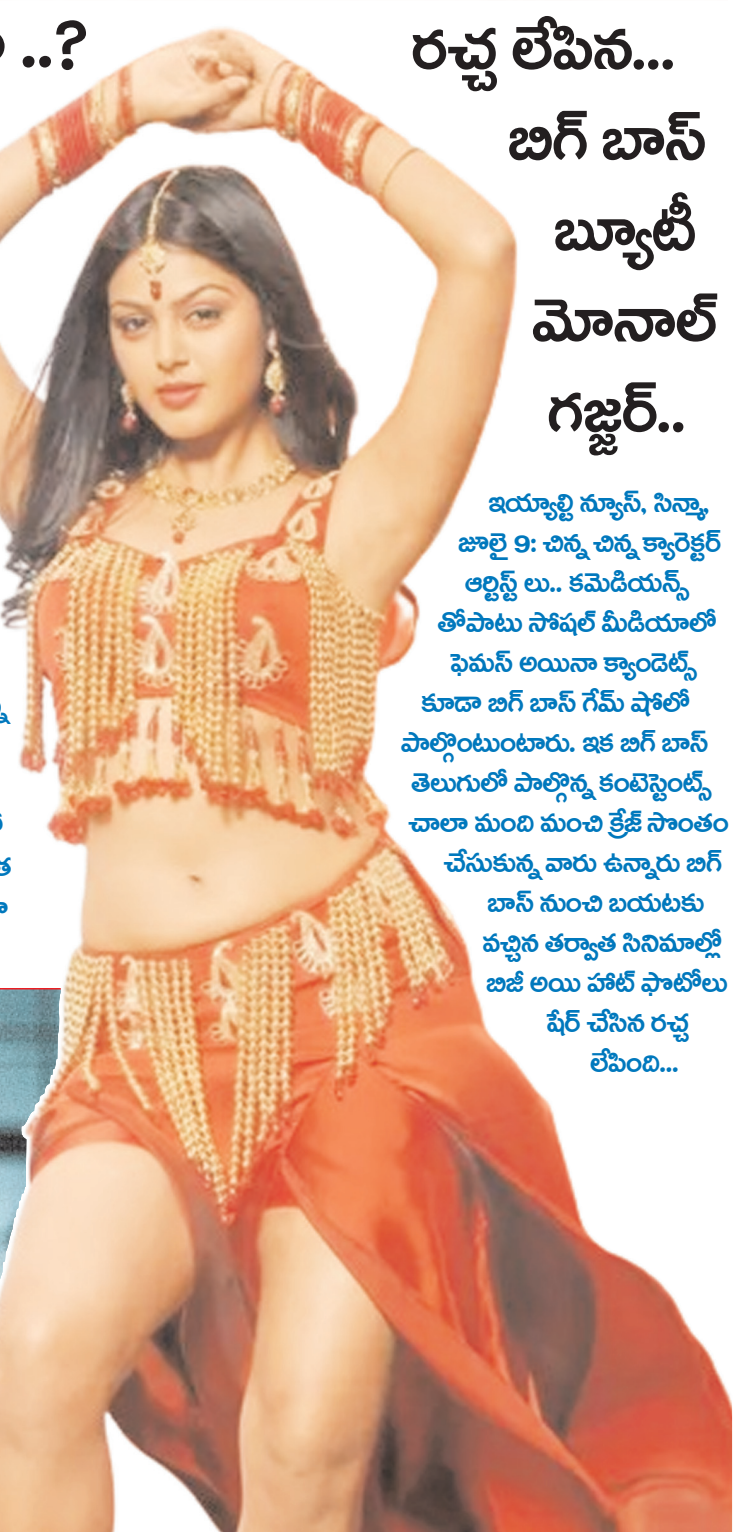 ..?
రచ్చ లేపిన...
బిగ్ బాస్
బ్యూటీ
మోనాల్
గజ్జర్..
ఇయ్యాల్టి న్యూస్, సిన్మా,
జూలై 9: చిన్న చిన్న క్యారెక్టర్
ఆర్టిస్ట్ లు.. కమెడియన్స్
తోపాటు సోషల్ మీడియాలో
ఫెమస్ అయినా క్యాండెట్స్
కూడా బిగ్ బాస్ గేమ్ షోలో
పాల్గొంటుంటారు. ఇక బిగ్ బాస్
తెలుగులో పాల్గొన్న కంటెస్టెంట్స్
చాలా మంది మంచి క్రేజ్ సొంతం
చేసుకున్న వారు ఉన్నారు బిగ్
బాస్ నుంచి బయటకు
వచ్చిన తర్వాత సినిమాల్లో
బిజీ అయి హాట్ ఫొటోలు
షేర్ చేసిన రచ్చ
లేపింది...